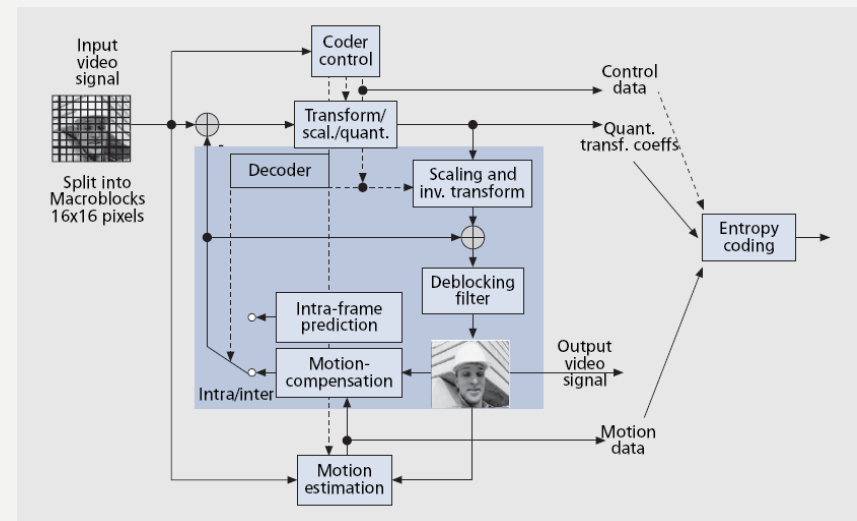 Input
video
signal
Coder
control
Control
data
Transform/
scal./quant.
Quant.
transf. coeffs
-
Split into
Macroblocks
16x16 pixels
Decoder
Scaling and
inv. transform
Entropy
coding
Deblocking
filter
Intra-frame
prediction
Output
video
signal
Motion-
compensation
Intra/inter
Motion
data
Motion
estimation